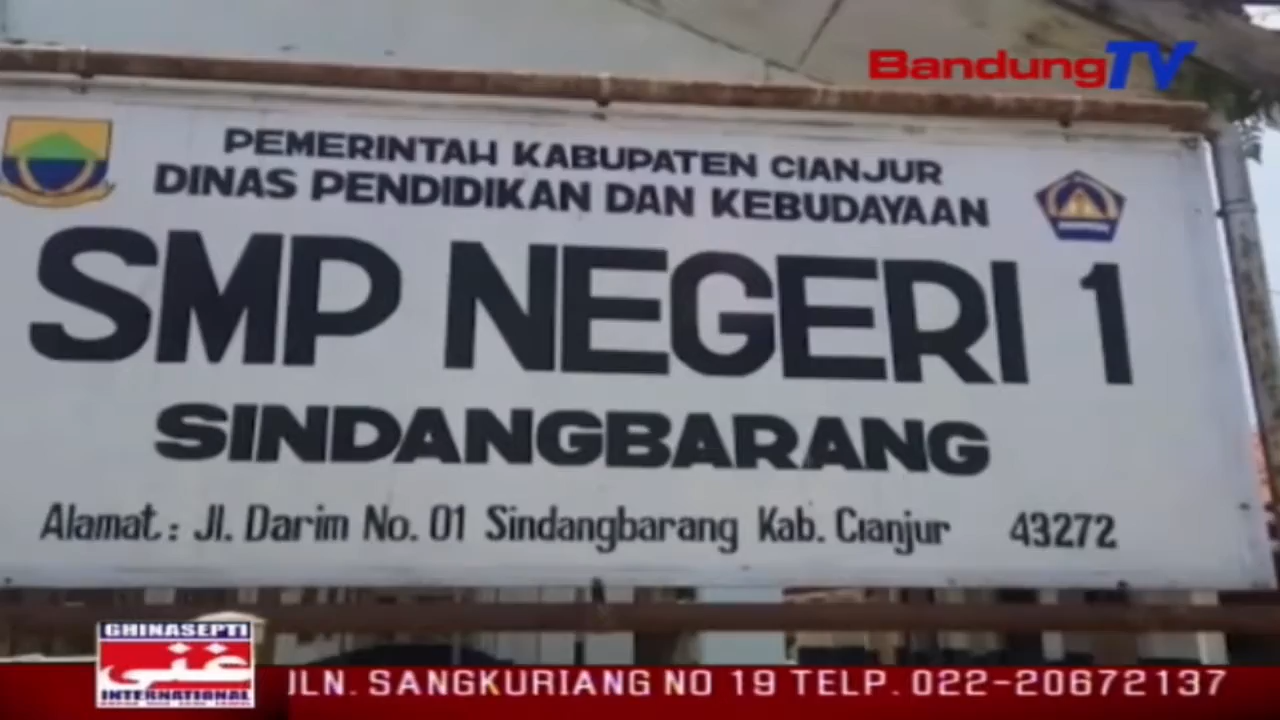 BandungTV
PEMERINTAH KABUPATEN CIANJUR
DINAS PENDIDIKAN DAN KEBUDAYAAN
SMP NEGERI 1
SINDANGBARANG
Alamat : Jl. Darim No. 01 Sindangbarang Kab. Cianjur 43272
GHINASEPTI
غنى
INTERNATIONAL
JLN. SANGKURIANG NO 19 TELP. 022-20672137